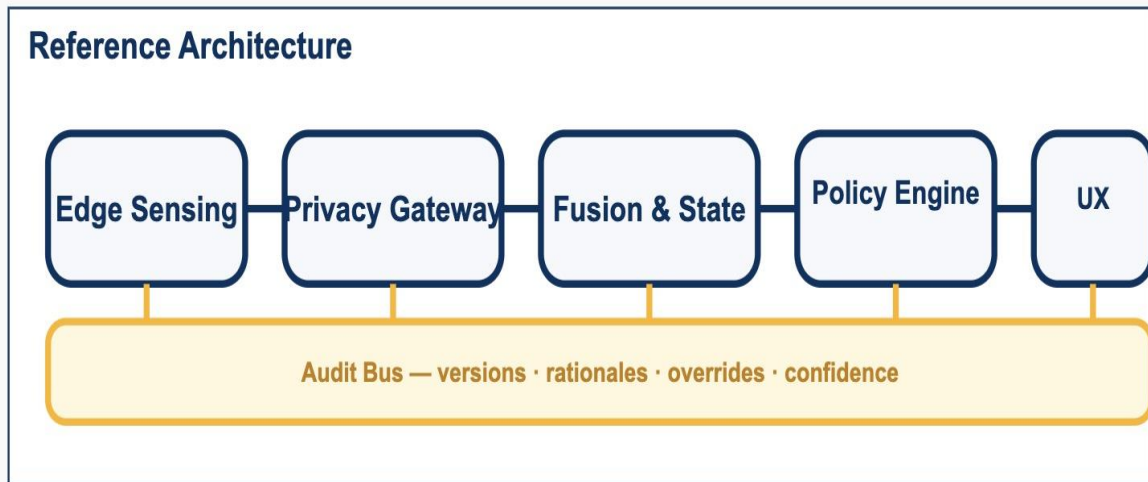 Reference Architecture
Edge Sensing
Privacy Gateway
Fusion & State
Policy Engine
UX
Audit Bus — versions · rationales · overrides · confidence